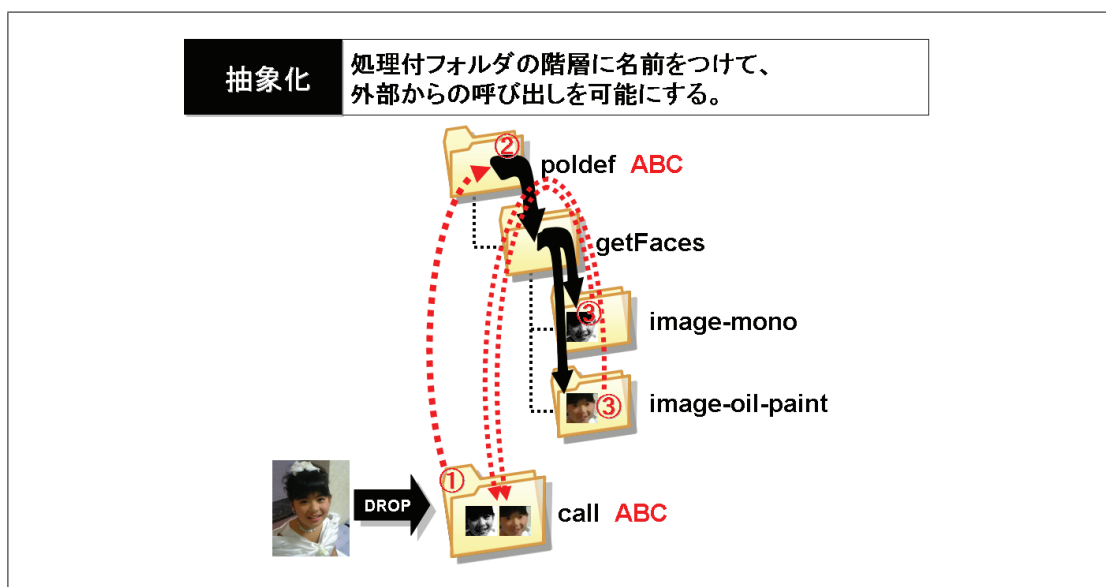 抽象化
処理付フォルダの階層に名前をつけて、
外部からの呼び出しを可能にする。
② poldef ABC
getFaces
③ image-mono
③ image-oil-paint
①
DROP
call ABC